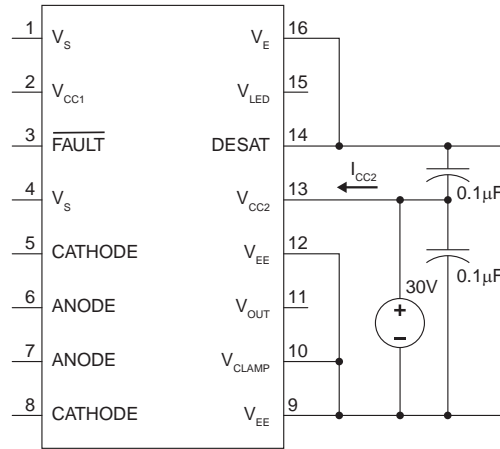 1 V_S V_E 16
2 V_CC1 V_LED 15
3 F̅A̅U̅L̅T̅ DESAT 14
I_CC2
0.1µF
4 V_S V_CC2 13
5 CATHODE V_EE 12
0.1µF
30V
6 ANODE V_OUT 11
+
−
7 ANODE V_CLAMP 10
8 CATHODE V_EE 9